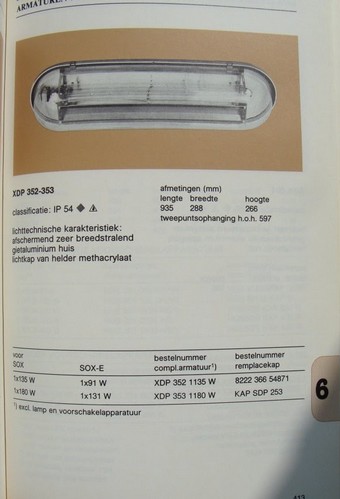 XDP 352-353
classificatie: IP 54
lichttechnische karakteristiek:
afschermend zeer breedstralend
gietaluminium huis
lichtkap van helder methacrylaat
afmetingen (mm)
lengte breedte hoogte
935 288 266
tweepuntsophanging h.o.h. 597
voor bestelnummer bestelnummer
SOX SOX-E compl.armatuur¹) remplacekap
1x135 W 1x91 W XDP 352 1135 W 8222 366 54871
1x180 W 1x131 W XDP 353 1180 W KAP SDP 253
¹) excl. lamp en voorschakelapparatuur
6